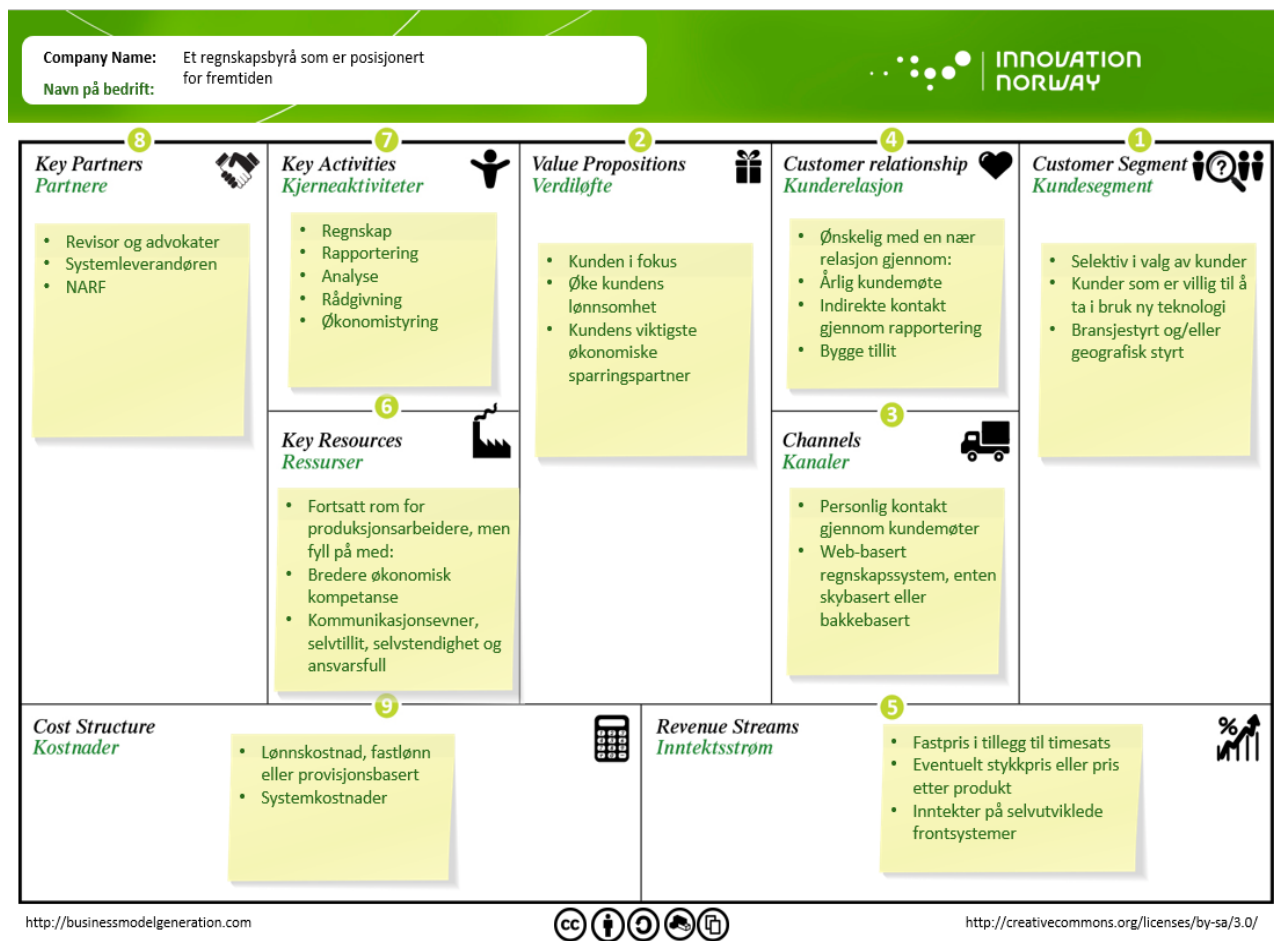 Company Name:
Et regnskapsbyrå som er posisjonert
for fremtiden
Navn på bedrift:
INNOVATION
NORWAY
8
Key Partners
Partnere
• Revisor og advokater
• Systemleverandøren
• NARF
7
Key Activities
Kjerneaktiviteter
• Regnskap
• Rapportering
• Analyse
• Rådgivning
• Økonomistyring
6
Key Resources
Ressurser
• Fortsatt rom for
produksjonsarbeidere, men
fyll på med:
• Bredere økonomisk
kompetanse
• Kommunikasjonsevner,
selvtillit, selvstendighet og
ansvarsfull
2
Value Propositions
Verdiløfte
• Kunden i fokus
• Øke kundens
lønnsomhet
• Kundens viktigste
økonomiske
sparringspartner
4
Customer relationship
Kunderelasjon
• Ønskelig med en nær
relasjon gjennom:
• Årlig kundemøte
• Indirekte kontakt
gjennom rapportering
• Bygge tillit
3
Channels
Kanaler
• Personlig kontakt
gjennom kundemøter
• Web-basert
regnskapssystem, enten
skybasert eller
bakkebasert
1
Customer Segment
Kundesegment
?
• Selektiv i valg av kunder
• Kunder som er villig til å
ta i bruk ny teknologi
• Bransjestyrt og/eller
geografisk styrt
9
Cost Structure
Kostnader
• Lønnskostnad, fastlønn
eller provisjonsbasert
• Systemkostnader
5
Revenue Streams
Inntektsstrøm
%
• Fastpris i tillegg til timesats
• Eventuelt stykkpris eller pris
etter produkt
• Inntekter på selvutviklede
frontsystemer
http://businessmodelgeneration.com
cc
http://creativecommons.org/licenses/by-sa/3.0/